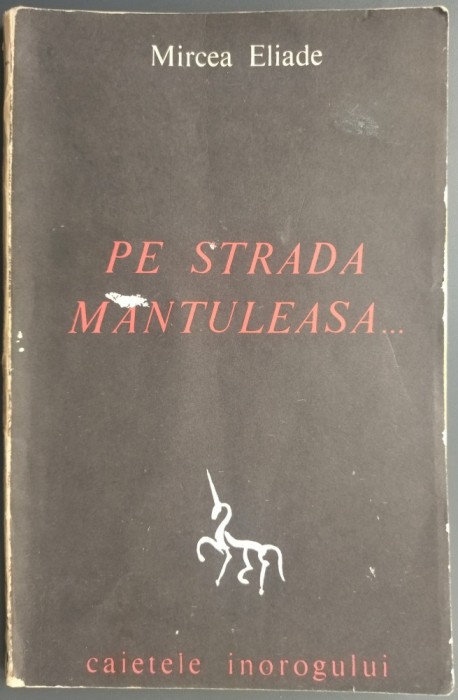 Mircea Eliade
PE STRADA
MANTULEASA...
caietele inorogului